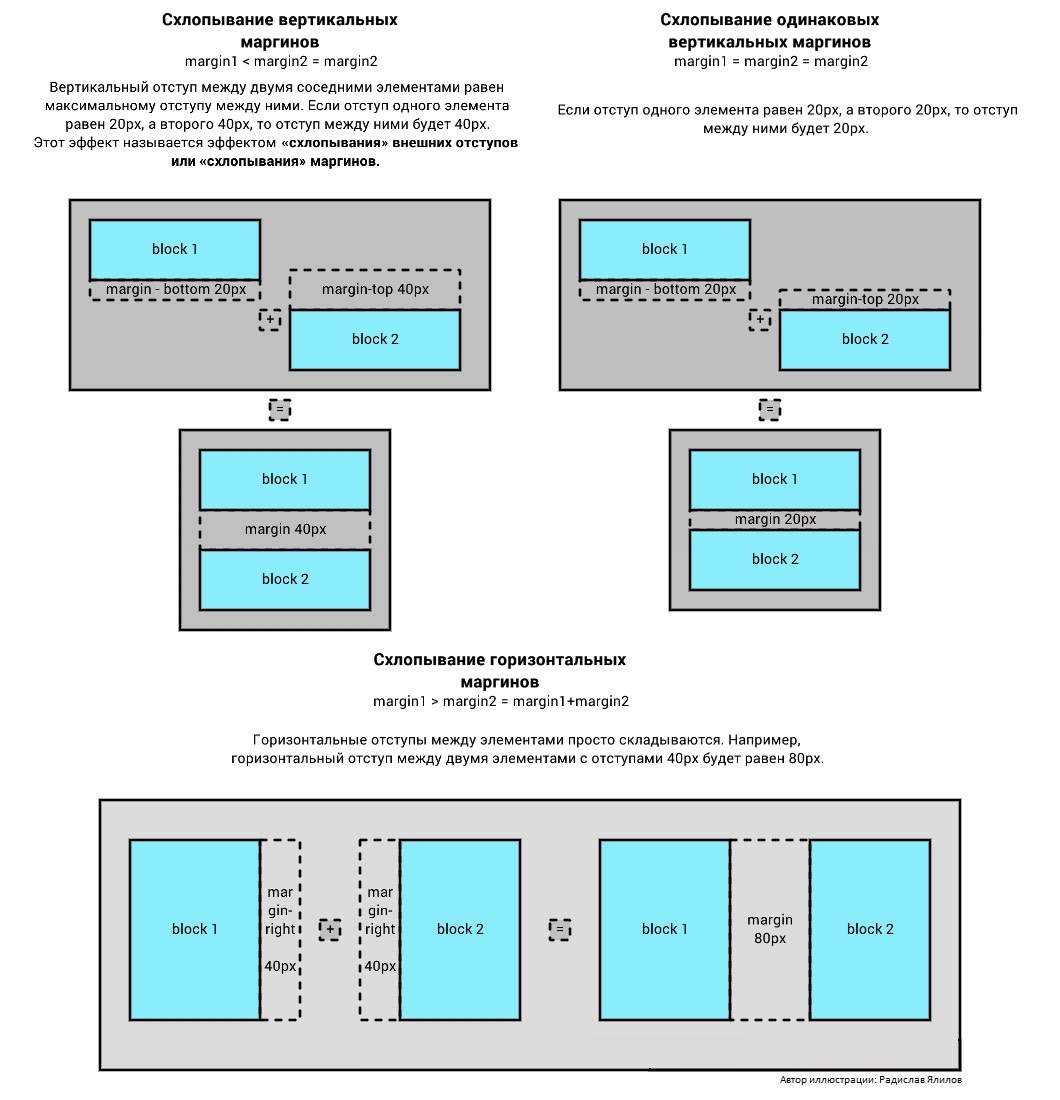 Схлопывание вертикальных
маргинов
margin1 < margin2 = margin2
Вертикальный отступ между двумя соседними элементами равен
максимальному отступу между ними. Если отступ одного элемента
равен 20px, а второго 40px, то отступ между ними будет 40px.
Этот эффект называется эффектом «схлопывания» внешних отступов
или «схлопывания» маргинов.
Схлопывание одинаковых
вертикальных маргинов
margin1 = margin2 = margin2
Если отступ одного элемента равен 20px, а второго 20px, то отступ
между ними будет 20px.
block 1
margin - bottom 20px
margin-top 40px
+
block 2
=
block 1
margin 40px
block 2
block 1
margin - bottom 20px
margin-top 20px
+
block 2
=
block 1
margin 20px
block 2
Схлопывание горизонтальных
маргинов
margin1 > margin2 = margin1+margin2
Горизонтальные отступы между элементами просто складываются. Например,
горизонтальный отступ между двумя элементами с отступами 40px будет равен 80px.
block 1
mar
gin-
right
40px
+
mar
gin-
right
40px
block 2
=
block 1
margin
80px
block 2
Автор иллюстрации: Радислав Ялилов